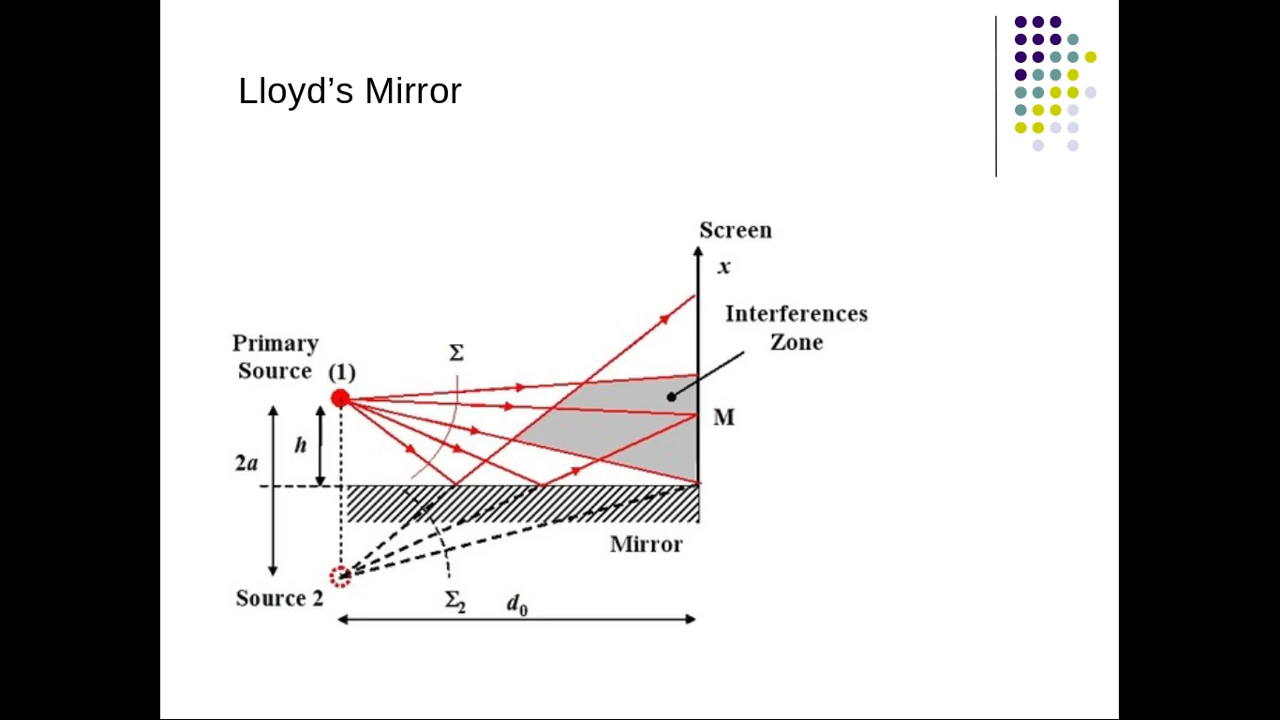 Lloyd’s Mirror
Screen
x
Interferences
Zone
Primary
Source (1)
Σ
M
h
2a
Mirror
Source 2
Σ2
d0